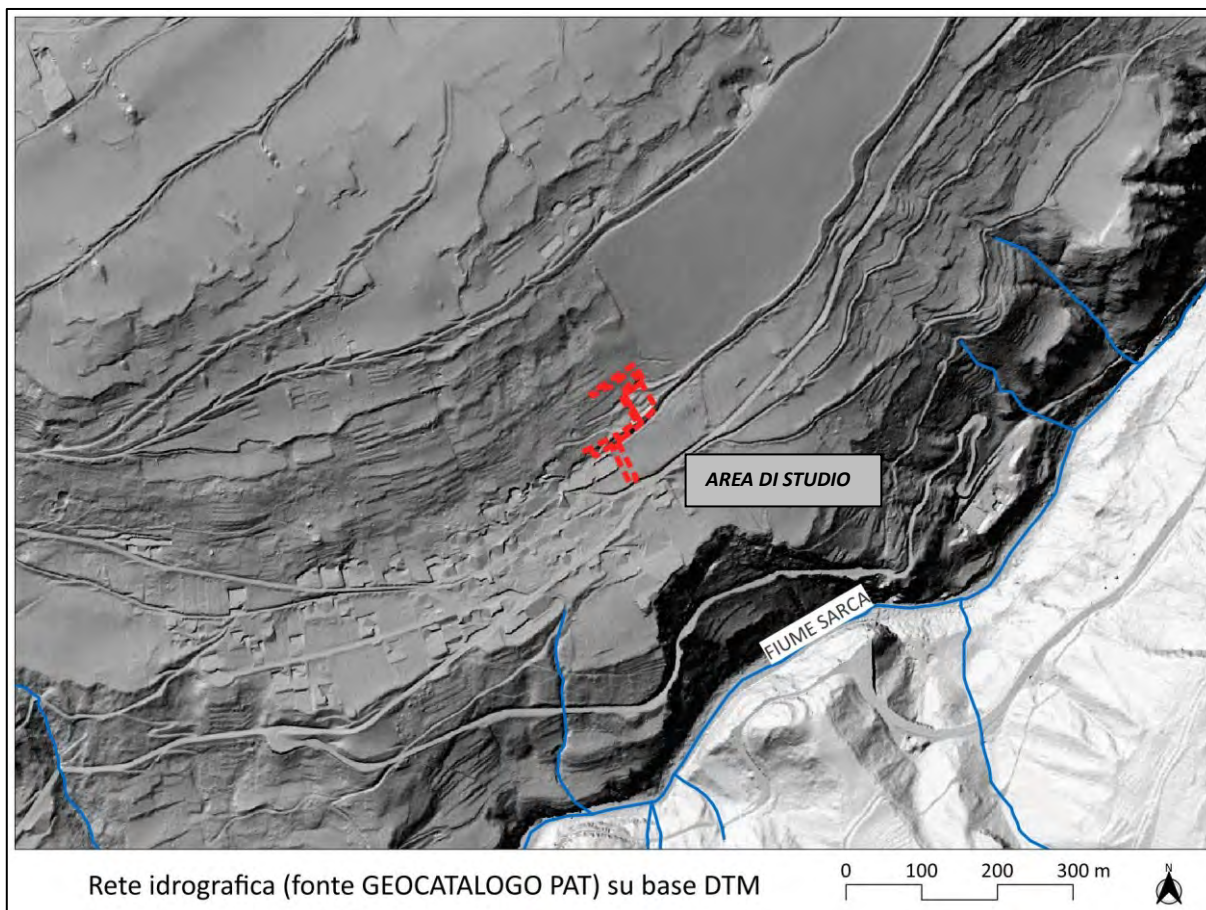 AREA DI STUDIO
FIUME SARCA
Rete idrografica (fonte GEOCATALOGO PAT) su base DTM
0 100 200 300 m
N